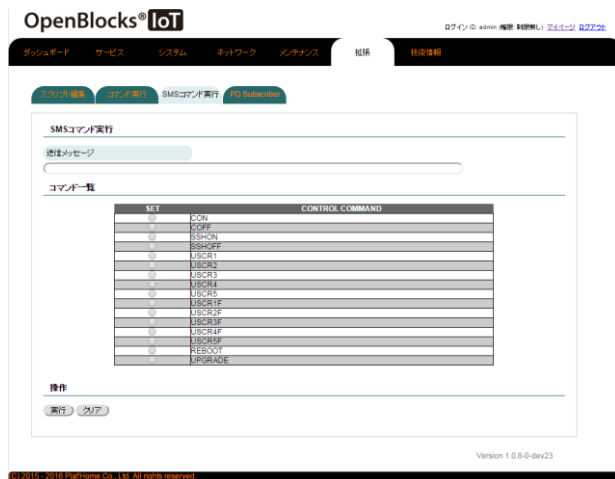 OpenBlocks® IoT
ログイン ID: admin (権限: 制限無し) マイページ ログアウト
ダッシュボード サービス システム ネットワーク メンテナンス 拡張 技術情報
スクリプト編集 コマンド実行 SMSコマンド実行 PD Subscriber
SMSコマンド実行
送信メッセージ
コマンド一覧
SET CONTROL COMMAND
CON
COFF
SSHON
SSHOFF
USCR1
USCR2
USCR3
USCR4
USCR5
USCR1F
USCR2F
USCR3F
USCR4F
USCR5F
REBOOT
UPGRADE
操作
実行 クリア
Version 1.0.8-0-dev23
(C) 2015 - 2016 PlatHome Co., Ltd. All rights reserved.